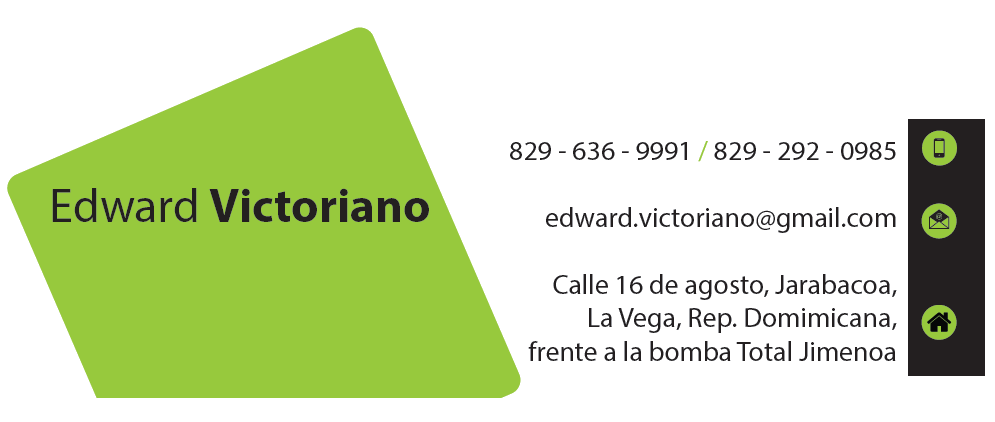 Edward Victoriano
829 - 636 - 9991 / 829 - 292 - 0985
edward.victoriano@gmail.com
Calle 16 de agosto, Jarabacoa,
La Vega, Rep. Domimicana,
frente a la bomba Total Jimenoa